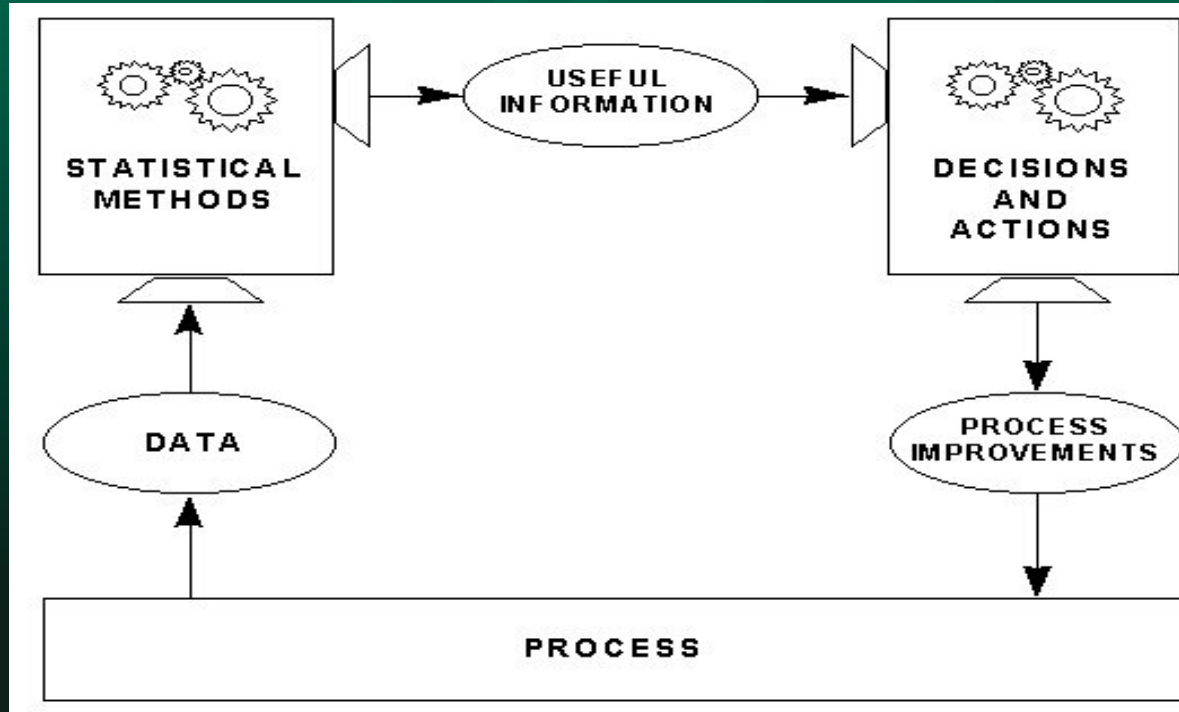 USEFUL
INFORMATION
STATISTICAL
METHODS
DECISIONS
AND
ACTIONS
DATA
PROCESS
IMPROVEMENTS
PROCESS